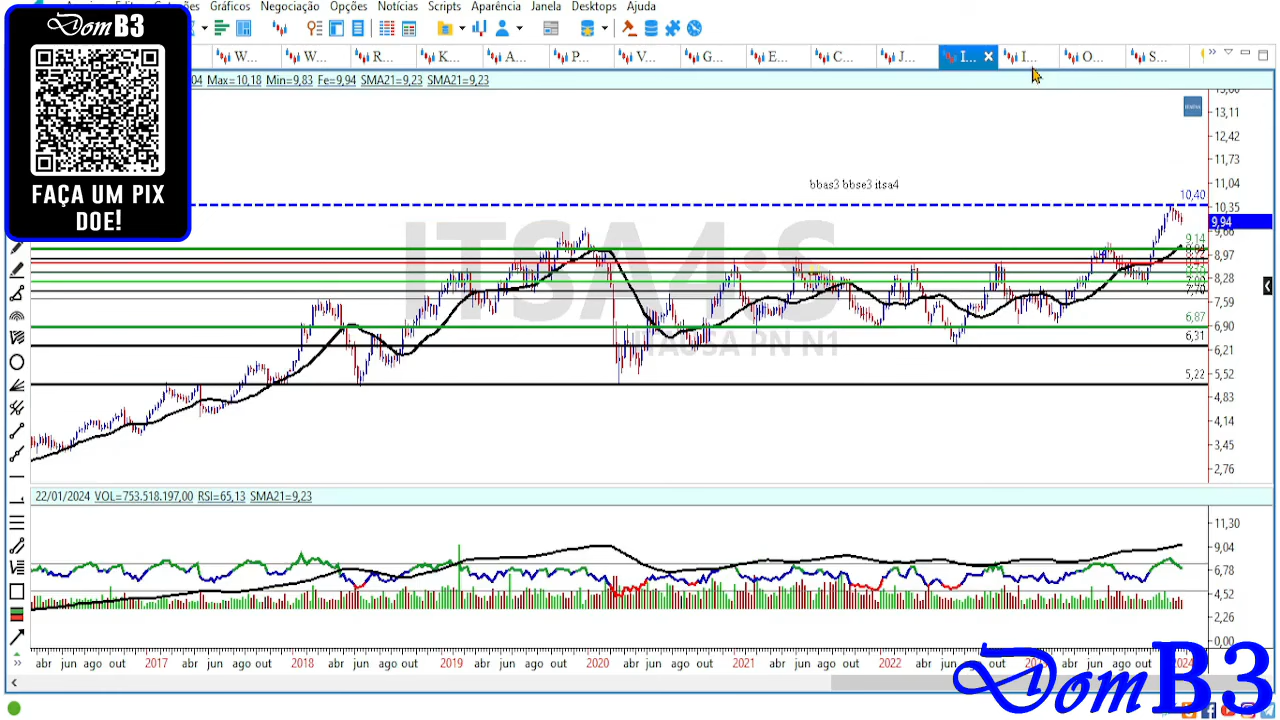 Gráficos Negociação Opções Notícias Scripts Aparência Janela Desktops Ajuda
DomB3
W... W... R... K... A... P... V... G... E... C... J... I... I... O... S...
04 Max=10,18 Min=9,83 Fe=9,94 SMA21=9,23 SMA21=9,23
13,11
12,42
11,73
bbas3 bbse3 itsa4
11,04
FAÇA UM PIX
DOE!
10,40
10,35
9,94
9,66
ITSA4:S
ITAUSA PN N1
9,14
8,97
8,28
7,59
6,87
6,90
6,31
6,21
5,22
5,52
4,83
4,14
3,45
2,76
22/01/2024 VOL=753.518.197,00 RSI=65,13 SMA21=9,23
11,30
9,04
6,78
4,52
2,26
0,00
abr jun ago out 2017 abr jun ago out 2018 abr jun ago out 2019 abr jun ago out 2020 abr jun ago out 2021 abr jun ago out 2022 abr jun ago out abr jun ago out 2024
DomB3